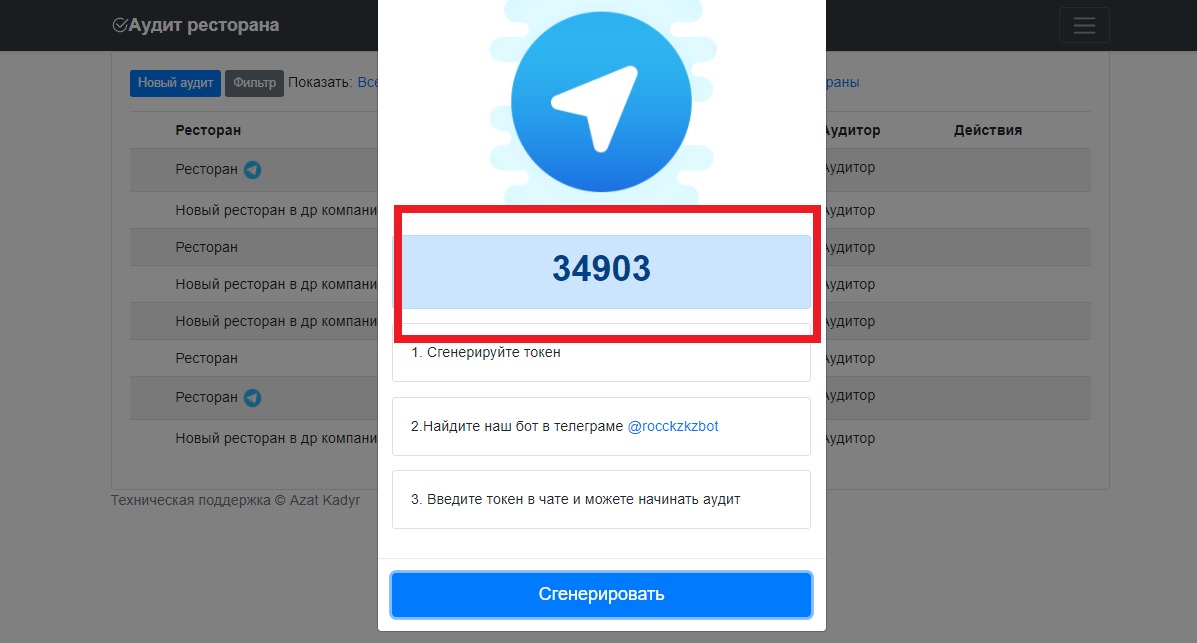 Аудит ресторана
Новый аудит Фильтр Показать: Все
Ресторан Аудитор Действия
Ресторан Аудитор
Новый ресторан в др компани Аудитор
Ресторан Аудитор
Новый ресторан в др компани Аудитор
Новый ресторан в др компани Аудитор
Ресторан Аудитор
Ресторан Аудитор
Новый ресторан в др компани Аудитор
Техническая поддержка © Azat Kadyr
34903
1. Сгенерируйте токен
2.Найдите наш бот в телеграме @rocckzkzbot
3. Введите токен в чате и можете начинать аудит
Сгенерировать